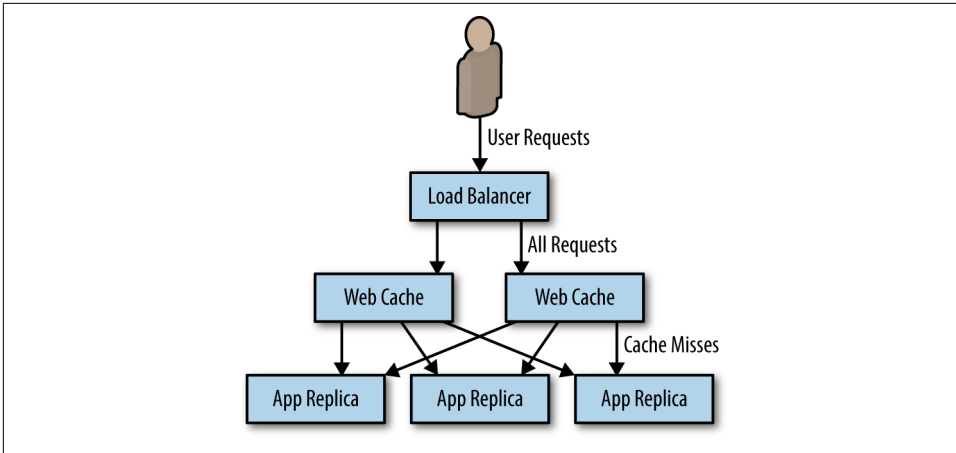 User Requests
Load Balancer
All Requests
Web Cache
Web Cache
Cache Misses
App Replica
App Replica
App Replica